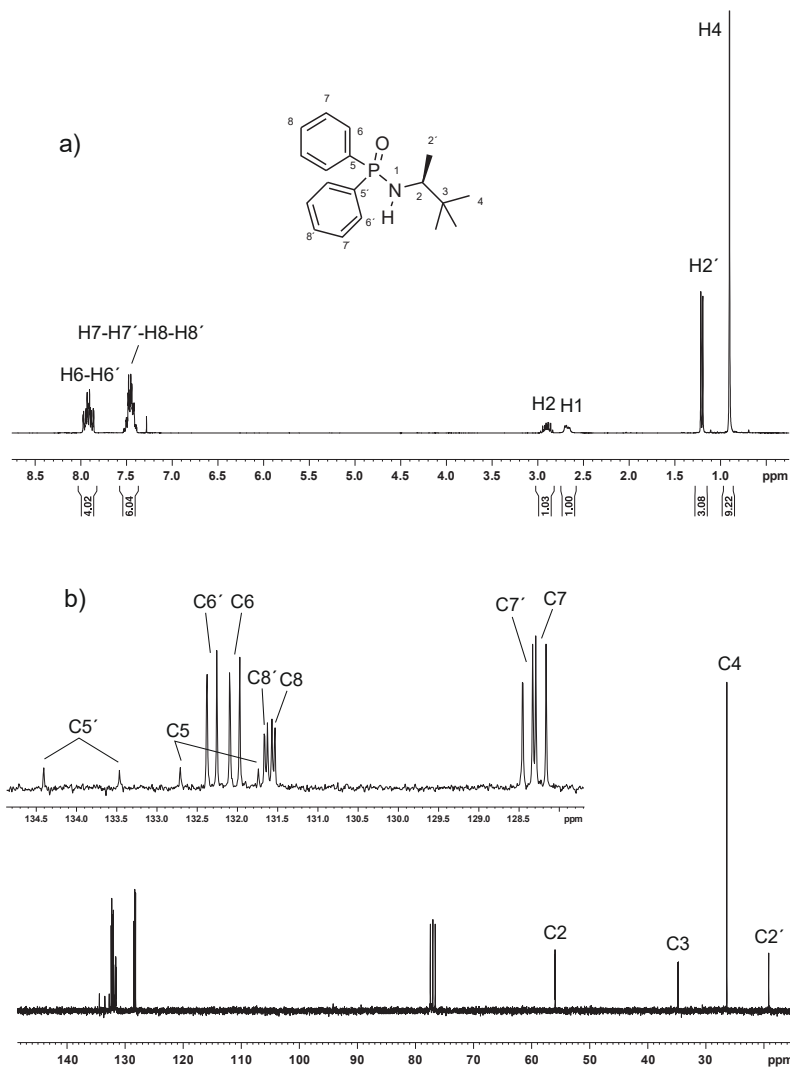 H4
a)
7
8
6
O
2´
5
P
1
N
2
3
4
5´
H
6´
8´
7´
H2´
H7-H7´-H8-H8´
H6-H6´
H2 H1
8.5 8.0 7.5 7.0 6.5 6.0 5.5 5.0 4.5 4.0 3.5 3.0 2.5 2.0 1.5 1.0 ppm
4.02 6.04 1.03 1.00 3.08 9.22
b)
C6´ C6
C7´ C7
C4
C8´ C8
C5´ C5
134.5 134.0 133.5 133.0 132.5 132.0 131.5 131.0 130.5 130.0 129.5 129.0 128.5 ppm
C2 C3 C2´
140 130 120 110 100 90 80 70 60 50 40 30 ppm